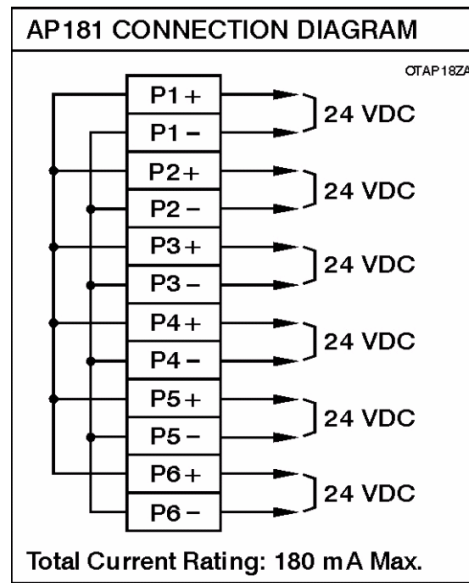 AP181 CONNECTION DIAGRAM
OTAP18ZA
P1+
24 VDC
P1-
P2+
24 VDC
P2-
P3+
24 VDC
P3-
P4+
24 VDC
P4-
P5+
24 VDC
P5-
P6+
24 VDC
P6-
Total Current Rating: 180 mA Max.